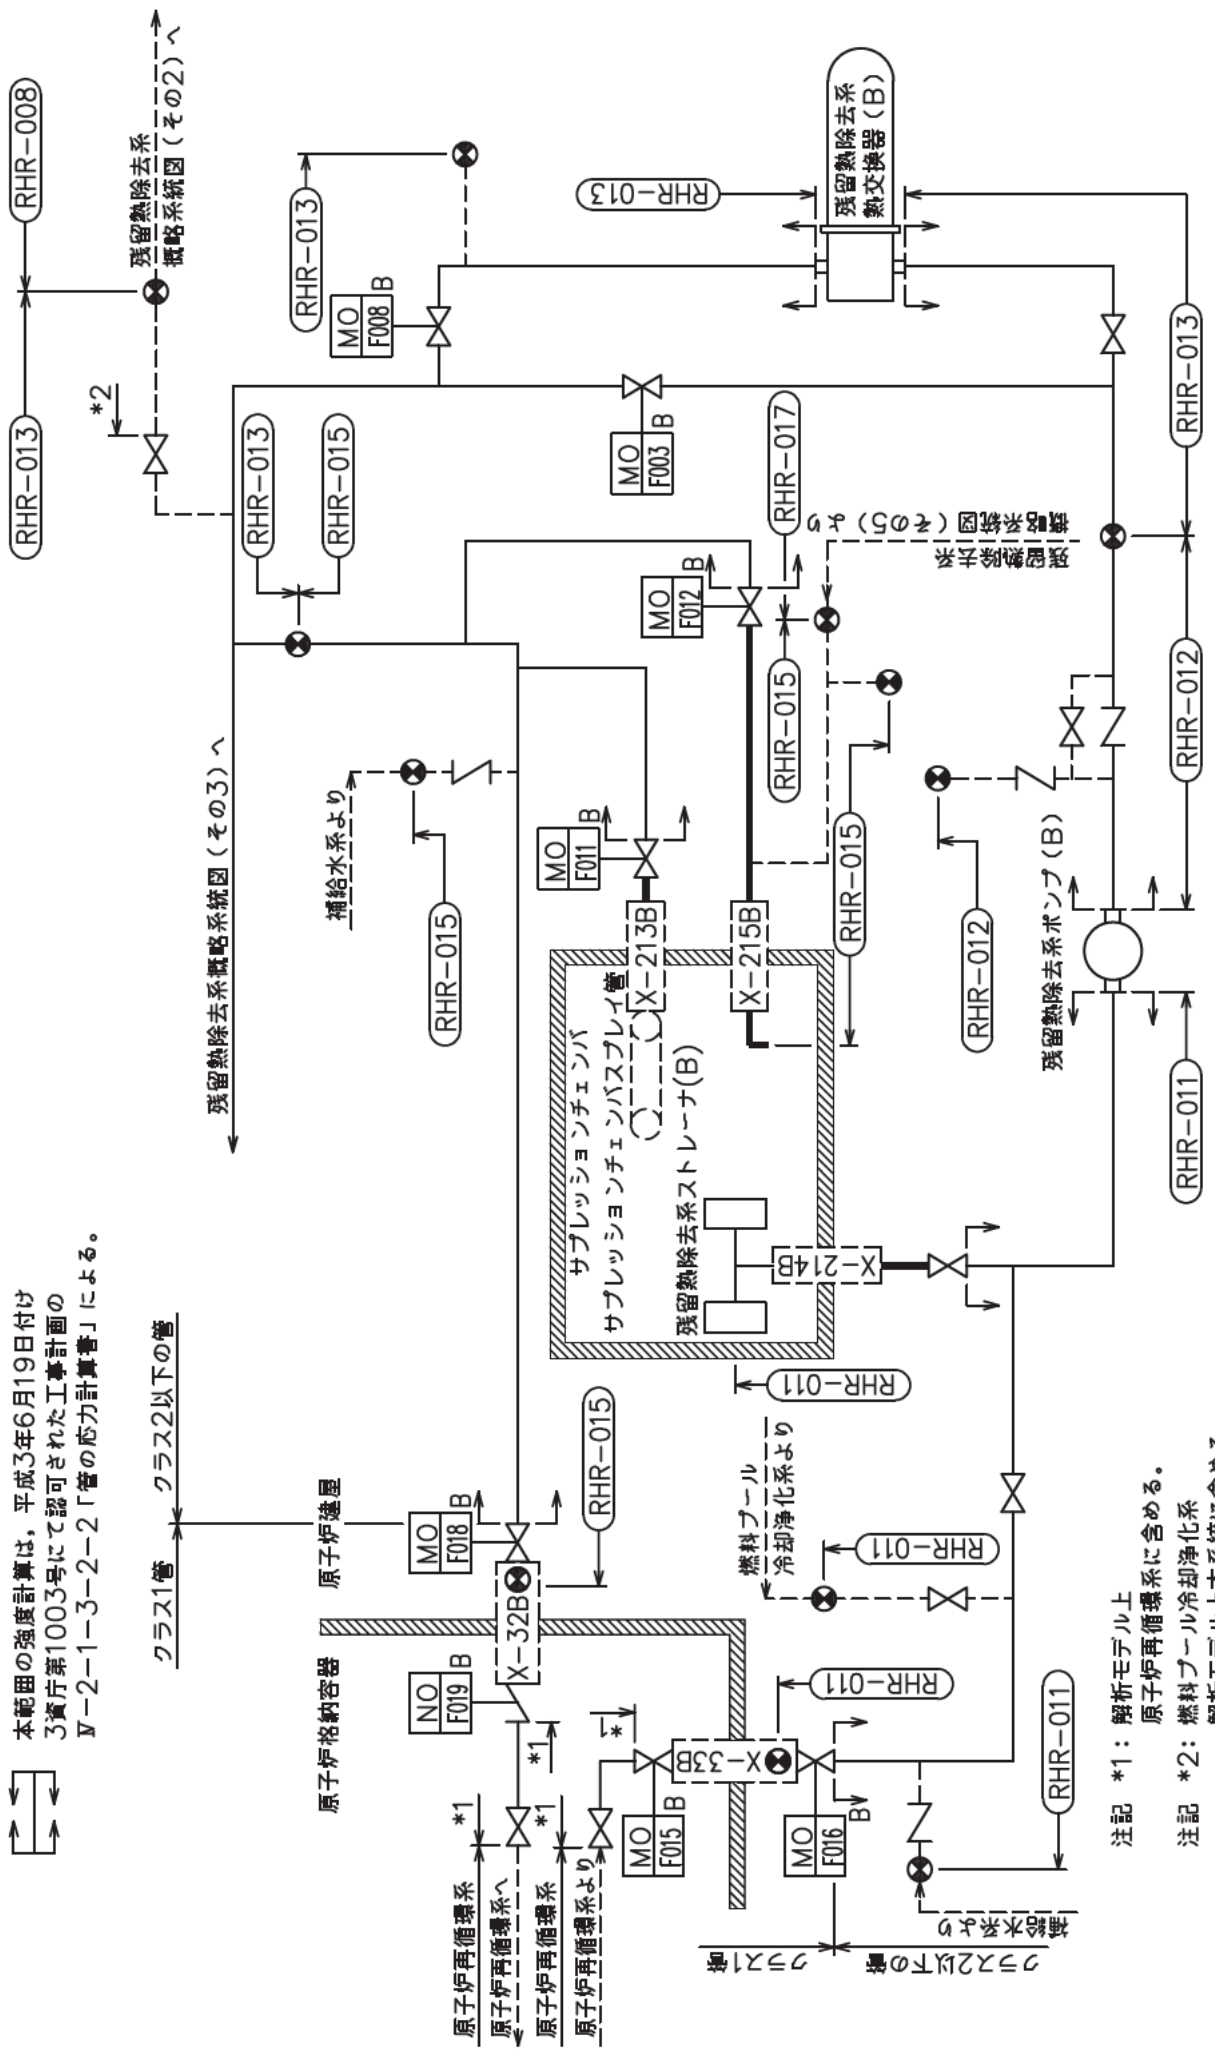 本範囲の強度計算は，平成3年6月19日付け
3資庁第1003号にて認可された工事計画の
Ⅳ－2－1－3－2－2「管の応力計算書」による。
クラス1管
クラス2以下の管
原子炉格納容器
原子炉建屋
残留熱除去系概略系統図（その3）へ
RHR-013
RHR-008
残留熱除去系
概略系統図（その2）へ
*2
RHR-013
RHR-015
RHR-013
MO
F008
B
MO
F003
B
RHR-013
残留熱除去系
熱交換器（B）
補給水系より
RHR-015
MO
F018
B
X-32B
NO
F019
B
RHR-015
*1
原子炉再循環系
*1
原子炉再循環系へ
原子炉再循環系
*1
原子炉再循環系より
*1
MO
F015
B
X-33B
MO
F016
B
RHR-011
クラス1管
クラス2以下の管
補給水系より
RHR-011
燃料プール
冷却浄化系より
RHR-011
MO
F011
B
X-213B
サプレッションチェンバ
サプレッションチェンバスプレイ管
残留熱除去系ストレーナ(B)
X-214B
RHR-011
X-215B
MO
F012
B
RHR-017
RHR-015
残留熱除去系
概略系統図（その5）より
RHR-015
RHR-012
残留熱除去系ポンプ（B）
RHR-011
RHR-012
RHR-013
注記　*1：解析モデル上
原子炉再循環系に含める。
注記　*2：燃料プール冷却浄化系